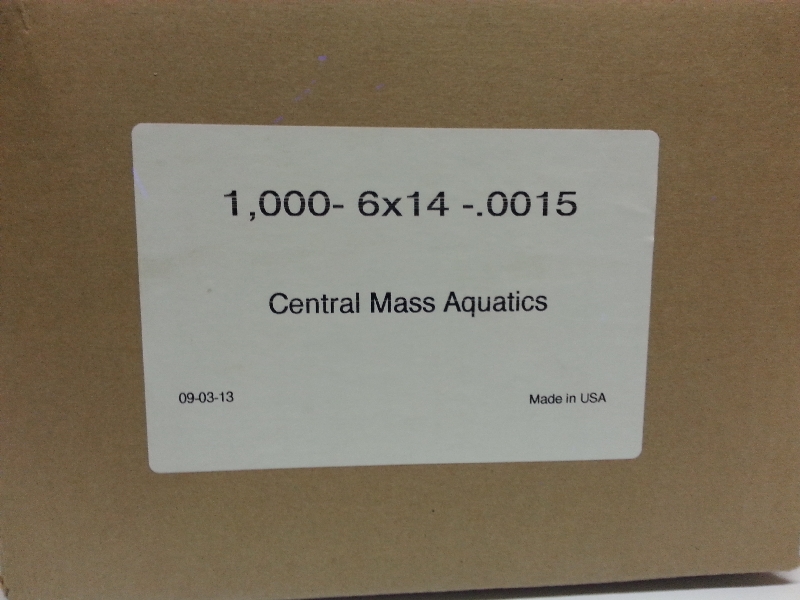 1,000- 6x14 -.0015
Central Mass Aquatics
09-03-13 Made in USA